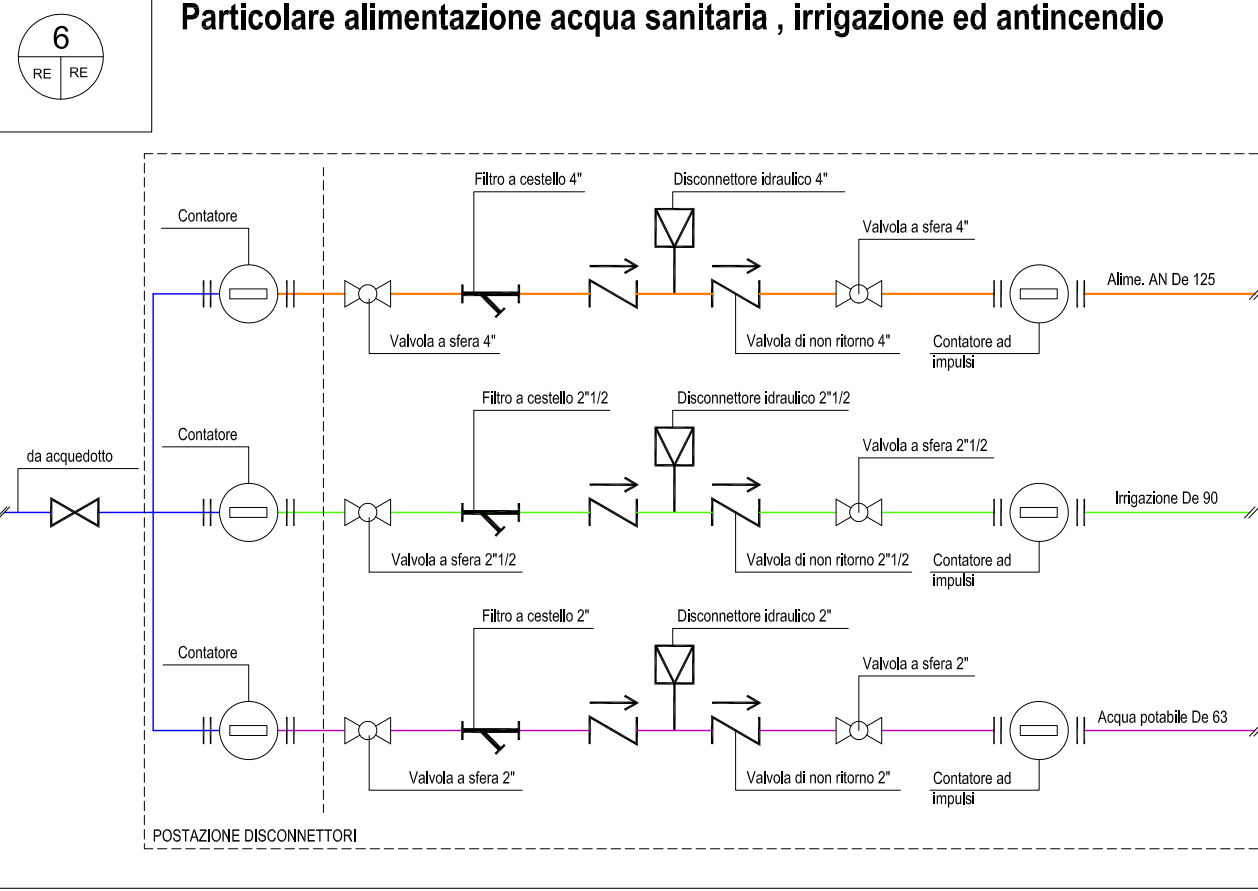 Particolare alimentazione acqua sanitaria , irrigazione ed antincendio
6
RE RE
Filtro a cestello 4"
Disconnettore idraulico 4"
Contatore
Valvola a sfera 4"
Alime. AN De 125
Valvola a sfera 4"
Valvola di non ritorno 4"
Contatore ad
impulsi
Filtro a cestello 2"1/2
Disconnettore idraulico 2"1/2
Contatore
Valvola a sfera 2"1/2
da acquedotto
Irrigazione De 90
Valvola a sfera 2"1/2
Valvola di non ritorno 2"1/2
Contatore ad
impulsi
Filtro a cestello 2"
Disconnettore idraulico 2"
Contatore
Valvola a sfera 2"
Acqua potabile De 63
Valvola a sfera 2"
Valvola di non ritorno 2"
Contatore ad
impulsi
POSTAZIONE DISCONNETTORI